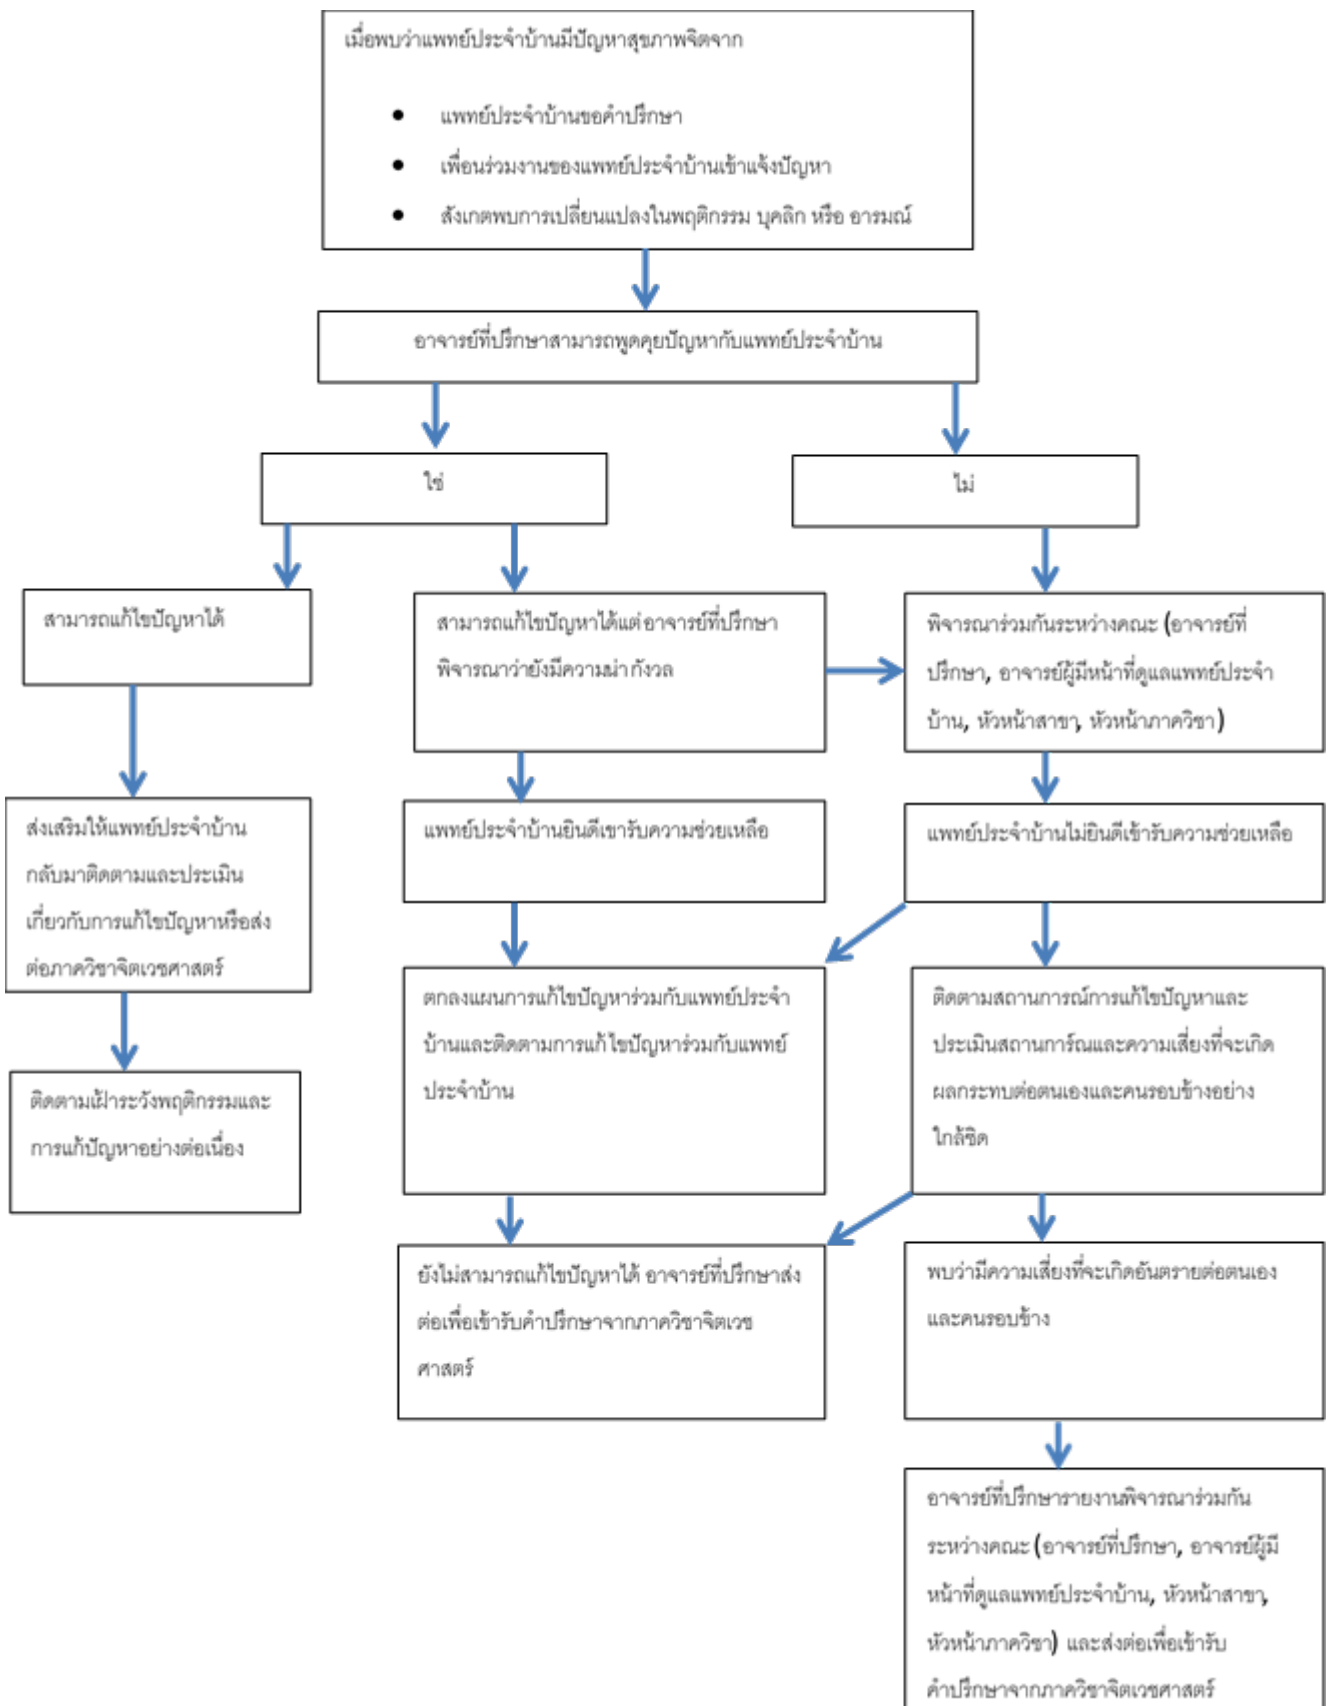 เมื่อพบว่าแพทย์ประจำบ้านมีปัญหาสุขภาพจิตจาก
● แพทย์ประจำบ้านขอคำปรึกษา
● เพื่อนร่วมงานของแพทย์ประจำบ้านเข้าแจ้งปัญหา
● สังเกตพบการเปลี่ยนแปลงในพฤติกรรม บุคลิก หรือ อารมณ์
อาจารย์ที่ปรึกษาสามารถพูดคุยปัญหากับแพทย์ประจำบ้าน
ใช่
ไม่
สามารถแก้ไขปัญหาได้
สามารถแก้ไขปัญหาได้แต่อาจารย์ที่ปรึกษา
พิจารณาว่ายังมีความน่ากังวล
พิจารณาร่วมกันระหว่างคณะ (อาจารย์ที่
ปรึกษา, อาจารย์ผู้มีหน้าที่ดูแลแพทย์ประจำ
บ้าน, หัวหน้าสาขา, หัวหน้าภาควิชา)
ส่งเสริมให้แพทย์ประจำบ้าน
กลับมาติดตามและประเมิน
เกี่ยวกับการแก้ไขปัญหาหรือส่ง
ต่อภาควิชาจิตเวชศาสตร์
แพทย์ประจำบ้านยินดีเขารับความช่วยเหลือ
แพทย์ประจำบ้านไม่ยินดีเข้ารับความช่วยเหลือ
ติดตามเฝ้าระวังพฤติกรรมและ
การแก้ปัญหาอย่างต่อเนื่อง
ตกลงแผนการแก้ไขปัญหาร่วมกับแพทย์ประจำ
บ้านและติดตามการแก้ไขปัญหาร่วมกับแพทย์
ประจำบ้าน
ติดตามสถานการณ์การแก้ไขปัญหาและ
ประเมินสถานการ์ณและความเสี่ยงที่จะเกิด
ผลกระทบต่อตนเองและคนรอบข้างอย่าง
ใกล้ชิด
ยังไม่สามารถแก้ไขปัญหาได้ อาจารย์ที่ปรึกษาส่ง
ต่อเพื่อเข้ารับคำปรึกษาจากภาควิชาจิตเวช
ศาสตร์
พบว่ามีความเสี่ยงที่จะเกิดอันตรายต่อตนเอง
และคนรอบข้าง
อาจารย์ที่ปรึกษารายงานพิจารณาร่วมกัน
ระหว่างคณะ (อาจารย์ที่ปรึกษา, อาจารย์ผู้มี
หน้าที่ดูแลแพทย์ประจำบ้าน, หัวหน้าสาขา,
หัวหน้าภาควิชา) และส่งต่อเพื่อเข้ารับ
คำปรึกษาจากภาควิชาจิตเวชศาสตร์